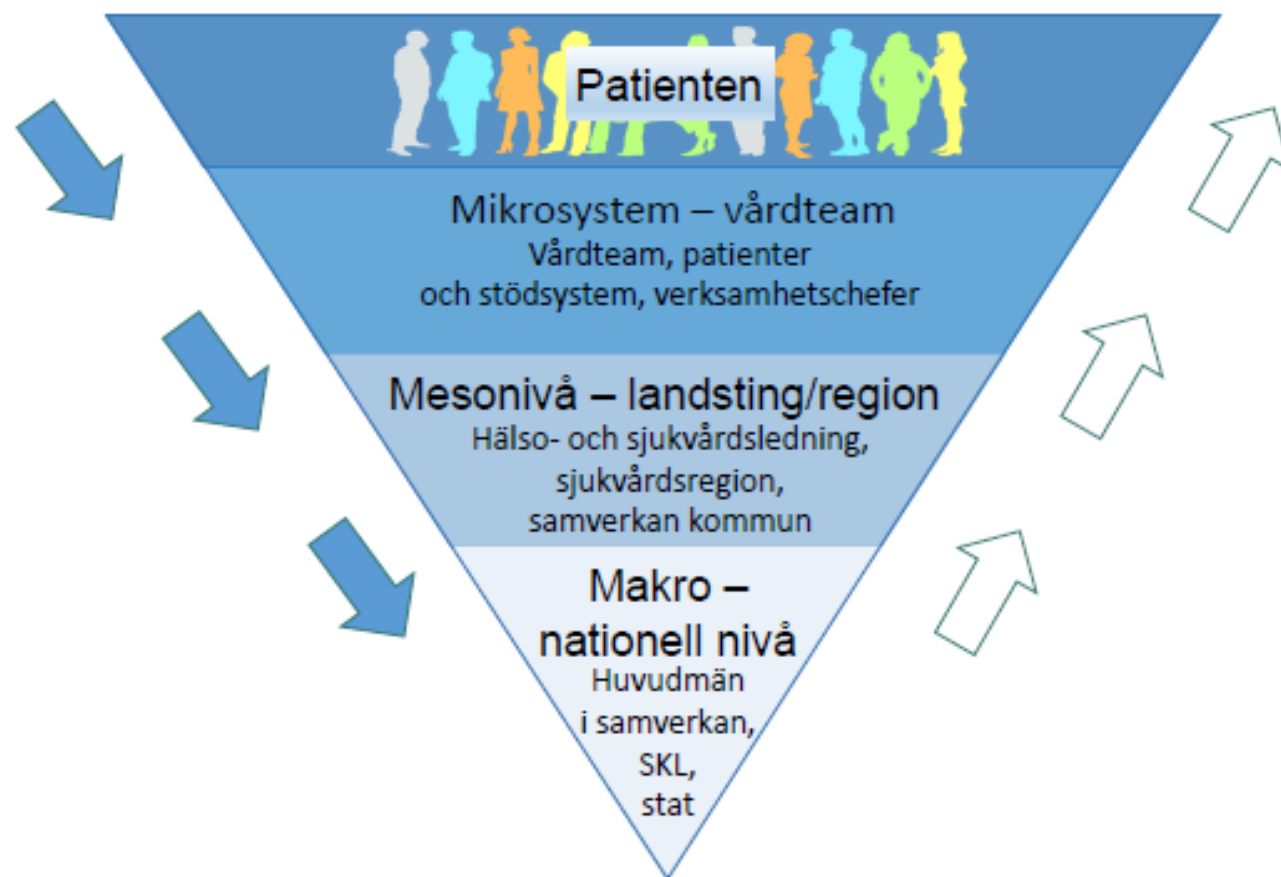 Patienten
Mikrosystem – vårdteam
Vårdteam, patienter
och stödsystem, verksamhetschefer
Mesonivå – landsting/region
Hälso- och sjukvårdsledning,
sjukvårdsregion,
samverkan kommun
Makro –
nationell nivå
Huvudmän
i samverkan,
SKL,
stat